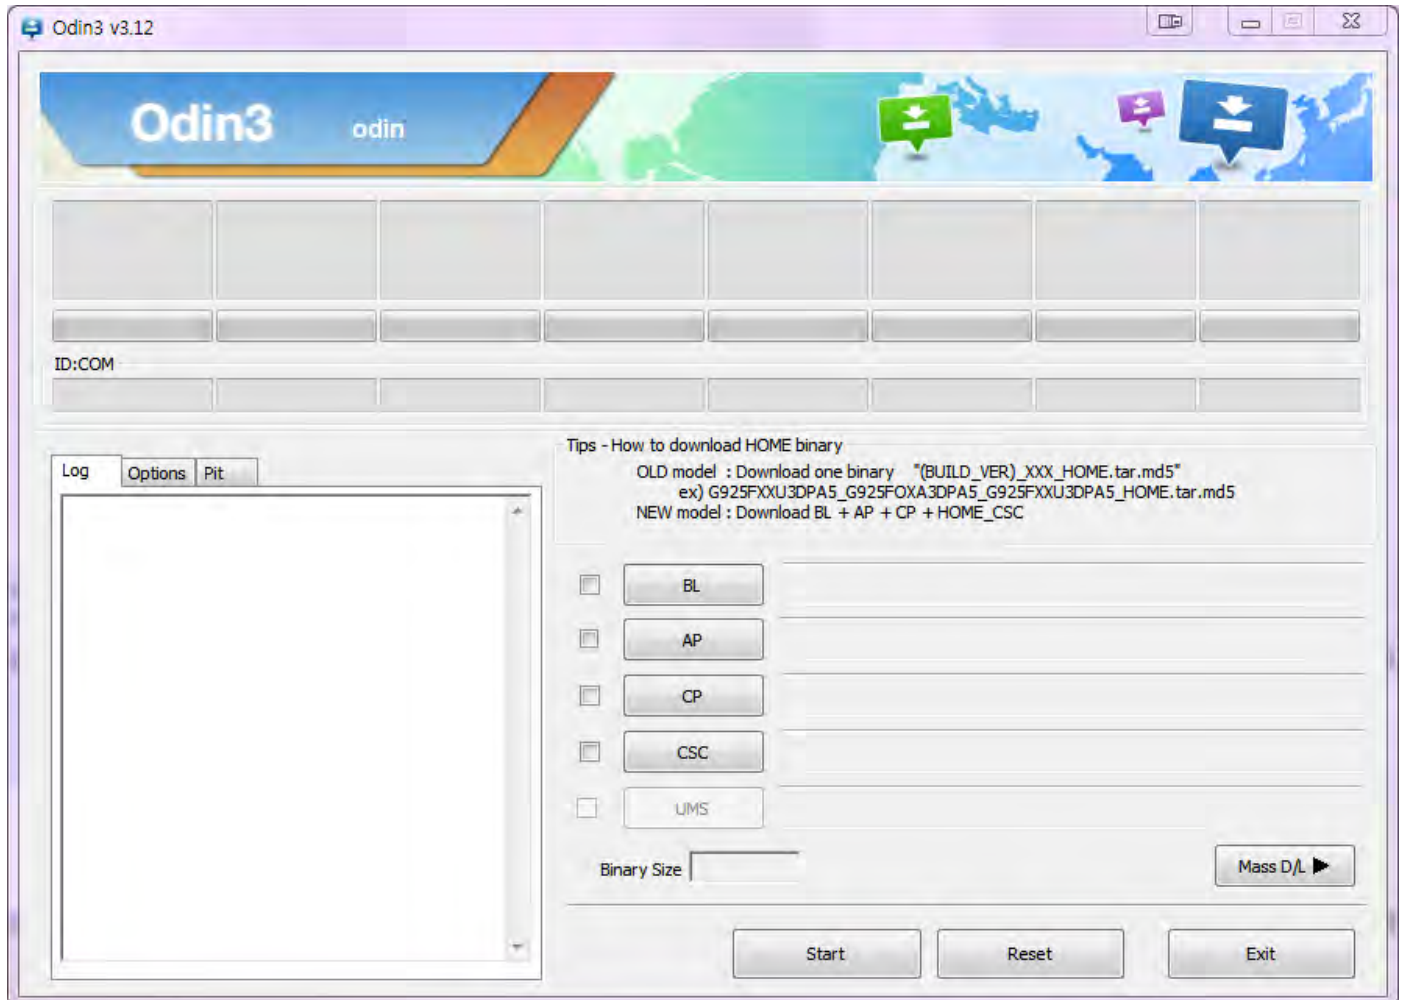 Odin3 v3.12
Odin3 odin
ID:COM
Log Options Pit
Tips - How to download HOME binary
OLD model : Download one binary "(BUILD_VER)_XXX_HOME.tar.md5"
ex) G925FXXU3DPA5_G925FOXA3DPA5_G925FXXU3DPA5_HOME.tar.md5
NEW model : Download BL + AP + CP + HOME_CSC
BL
AP
CP
CSC
UMS
Binary Size
Mass D/L
Start Reset Exit